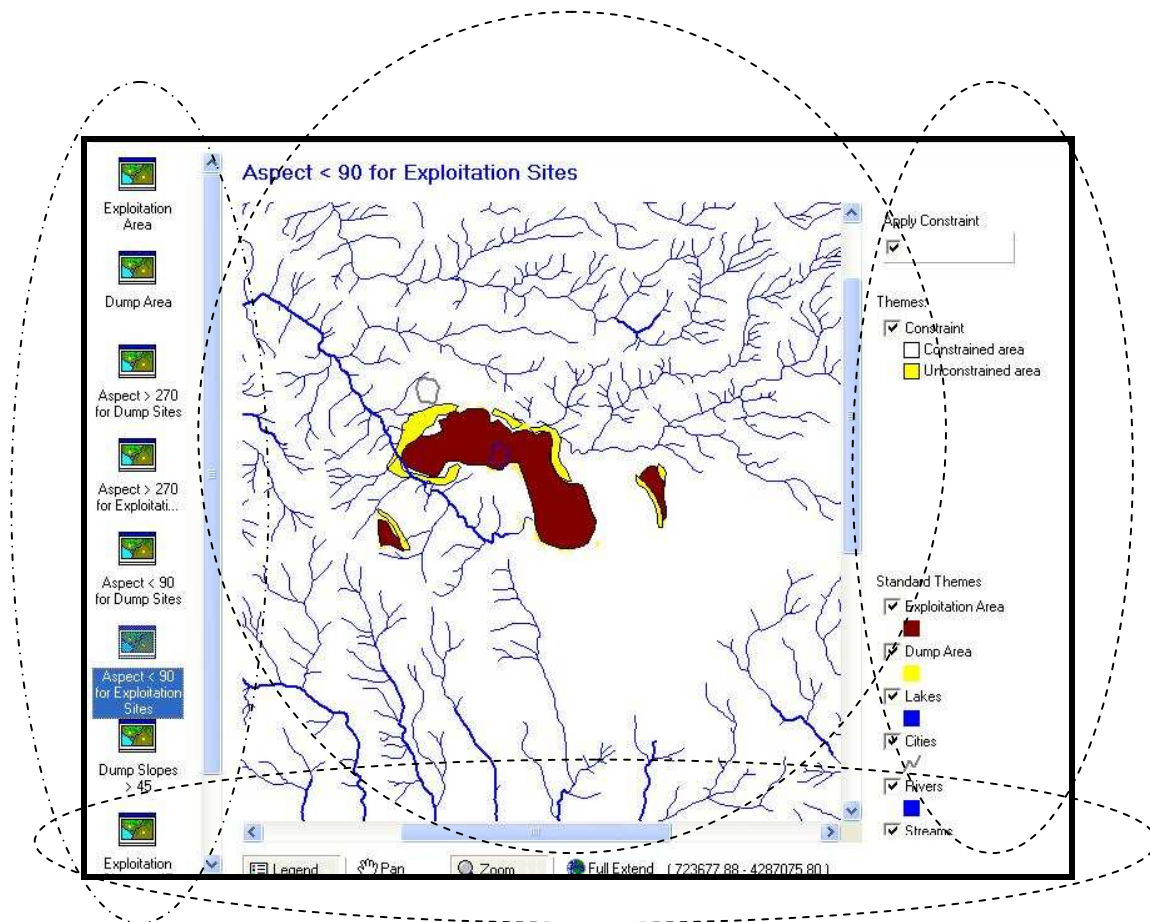 Exploitation
Area
Dump Area
Aspect > 270
for Dump Sites
Aspect > 270
for Exploitati...
Aspect < 90
for Dump Sites
Aspect < 90
for Exploitation
Sites
Dump Slopes
> 45
Exploitation
Aspect < 90 for Exploitation Sites
Apply Constraint
Themes:
Constraint
Constrained area
Unconstrained area
Standard Themes
Exploitation Area
Dump Area
Lakes
Cities
Rivers
Streams
Legend
Pan
Zoom
Full Extend
( 723677.88 - 4287075.80 )